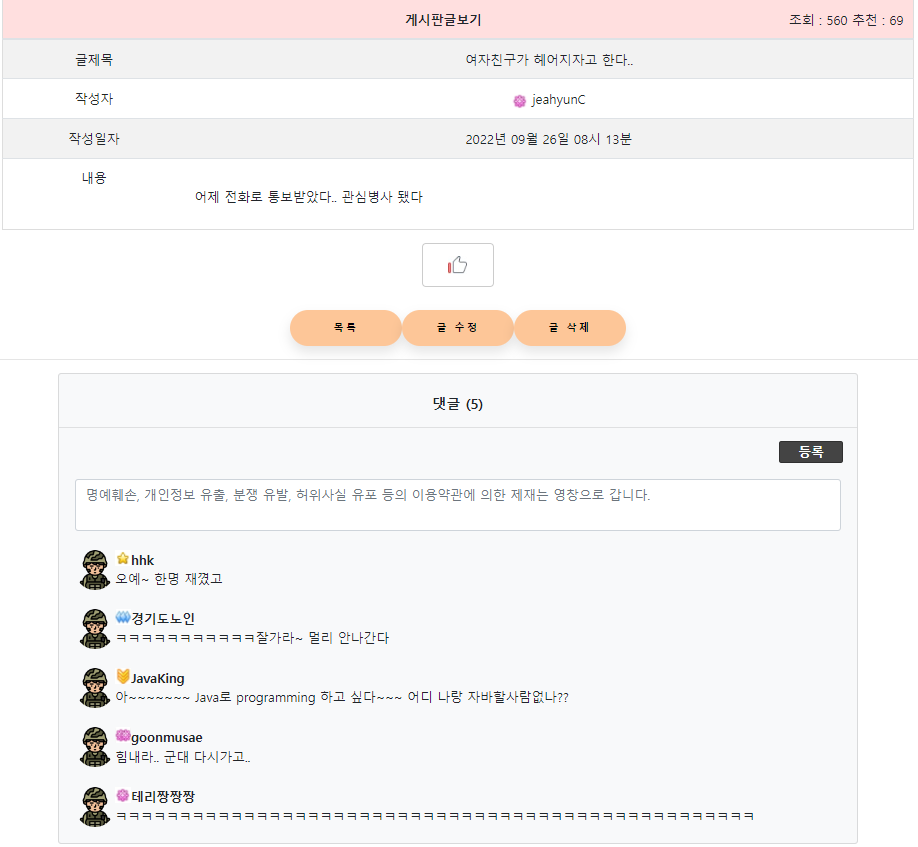 게시판글보기 조회 : 560 추천 : 69
글제목 여자친구가 헤어지자고 한다..
작성자 jeahyunC
작성일자 2022년 09월 26일 08시 13분
내용
어제 전화로 통보받았다.. 관심병사 됐다
목록 글 수정 글 삭제
댓글 (5)
등록
명예훼손, 개인정보 유출, 분쟁 유발, 허위사실 유포 등의 이용약관에 의한 제재는 영창으로 갑니다.
hhk
오예~ 한명 재꼈고
경기도노인
ㅋㅋㅋㅋㅋㅋㅋㅋㅋㅋㅋ잘가라~ 멀리 안나간다
JavaKing
아~~~~~~~ Java로 programming 하고 싶다~~~ 어디 나랑 자바할사람없나??
goonmusae
힘내라.. 군대 다시가고..
테리짱짱짱
ㅋㅋㅋㅋㅋㅋㅋㅋㅋㅋㅋㅋㅋㅋㅋㅋㅋㅋㅋㅋㅋㅋㅋㅋㅋㅋㅋㅋㅋㅋㅋㅋㅋㅋㅋㅋㅋㅋㅋㅋㅋㅋㅋㅋㅋㅋㅋㅋㅋㅋ